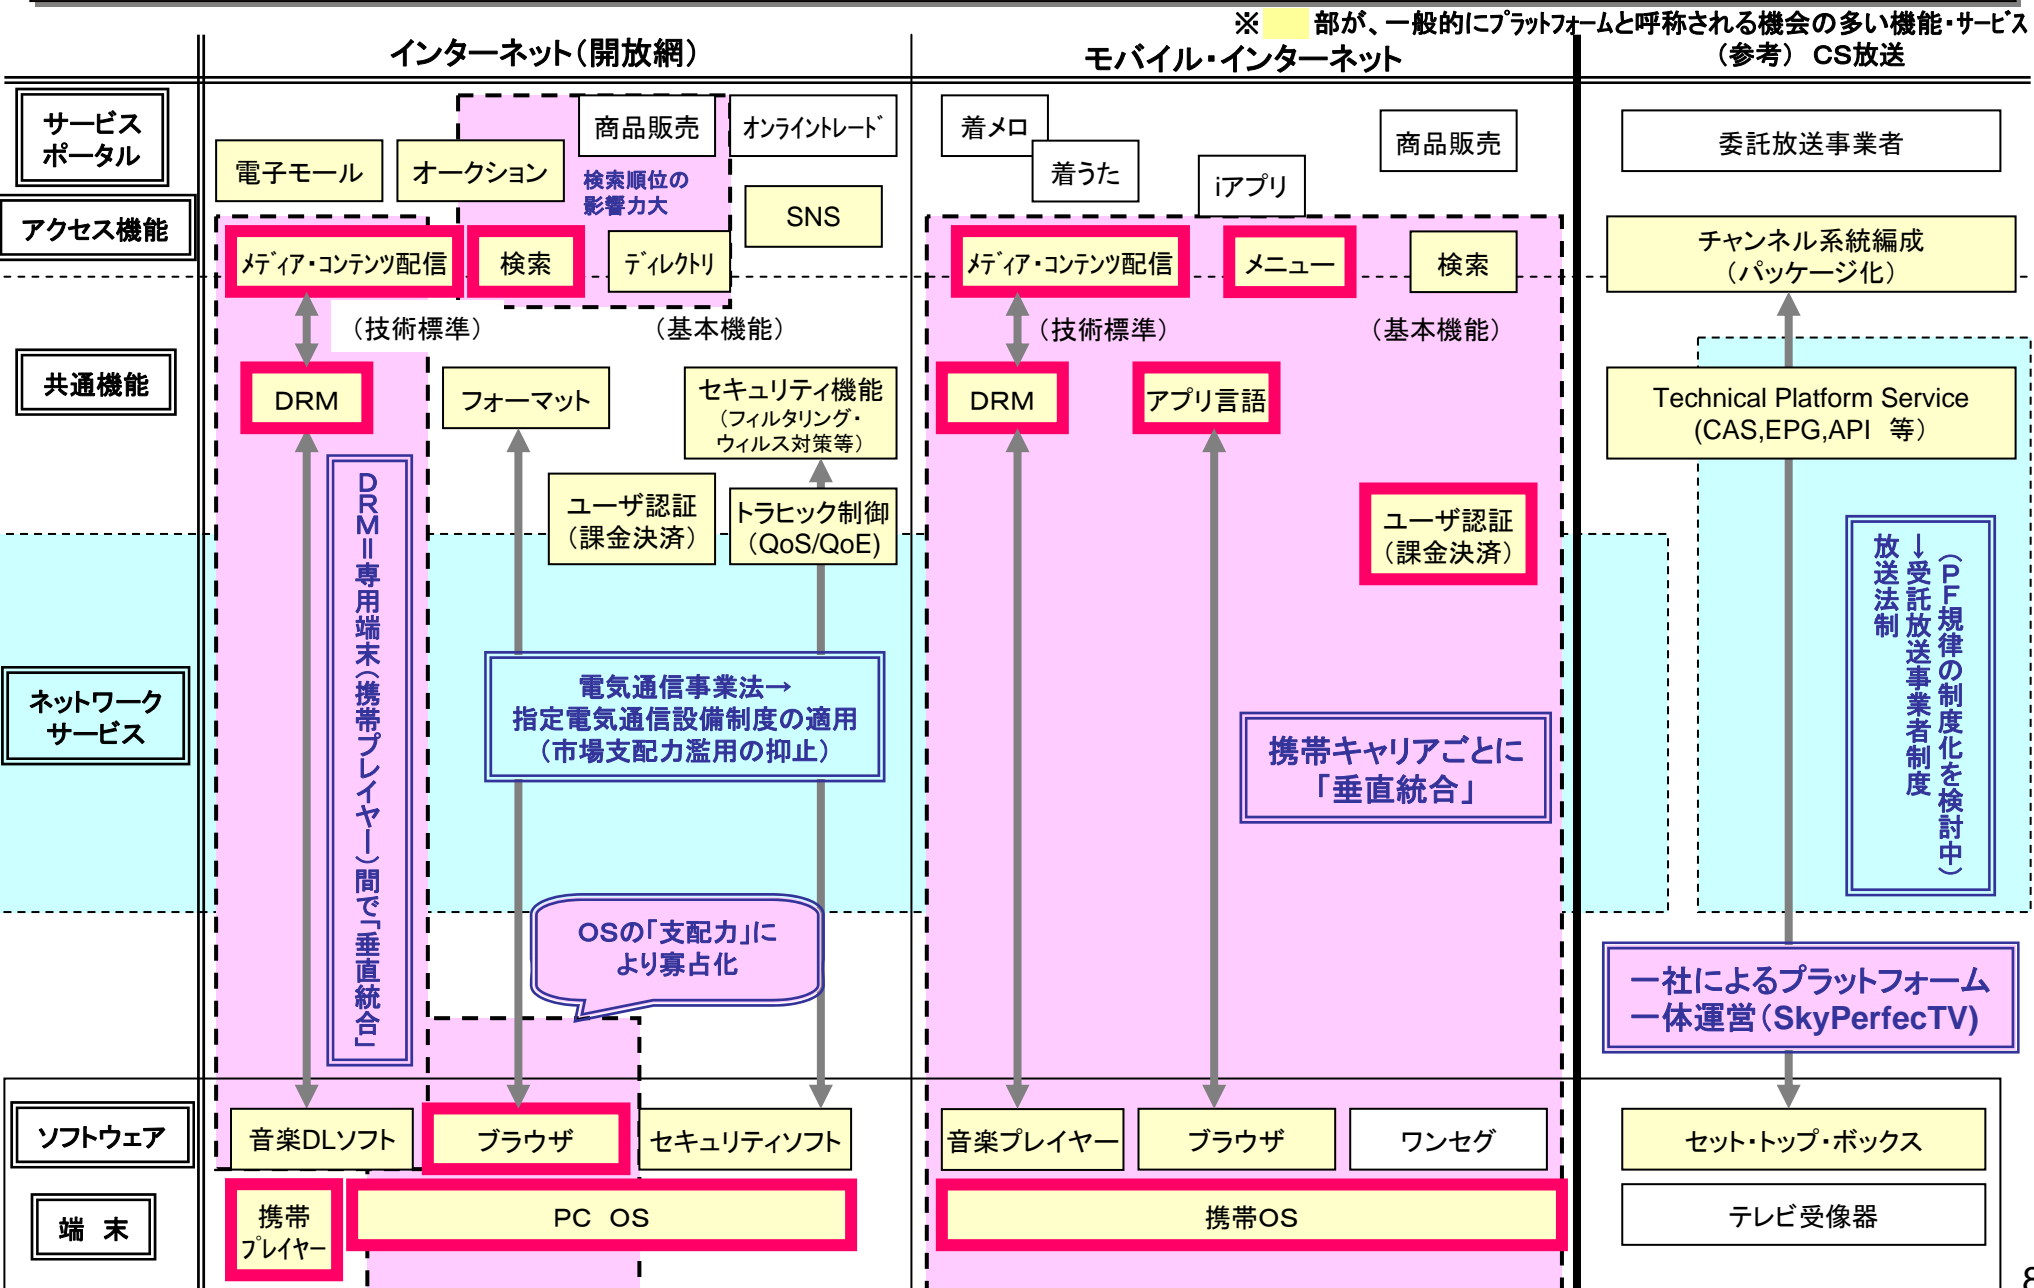 ※　　部が、一般的にプラットフォームと呼称される機会の多い機能・サービス
インターネット（開放網）
モバイル・インターネット
（参考） CS放送
サービス
ポータル
電子モール
オークション
商品販売
オンライントレード
検索順位の
影響力大
SNS
着メロ
着うた
iアプリ
商品販売
委託放送事業者
アクセス機能
メディア・コンテンツ配信
検索
ディレクトリ
メディア・コンテンツ配信
メニュー
検索
チャンネル系統編成
（パッケージ化）
（技術標準）
（基本機能）
（技術標準）
（基本機能）
共通機能
DRM
フォーマット
セキュリティ機能
（フィルタリング・
ウィルス対策等）
DRM
アプリ言語
Technical Platform Service
(CAS,EPG,API 等）
ユーザ認証
（課金決済）
トラヒック制御
（QoS/QoE)
ユーザ認証
（課金決済）
DRM＝専用端末（携帯プレイヤー）間で「垂直統合」
（PF規律の制度化を検討中）
→受託放送事業者制度
放送法制
ネットワーク
サービス
電気通信事業法→
指定電気通信設備制度の適用
（市場支配力濫用の抑止）
携帯キャリアごとに
「垂直統合」
OSの「支配力」に
より寡占化
一社によるプラットフォーム
一体運営（SkyPerfecTV)
ソフトウェア
音楽DLソフト
ブラウザ
セキュリティソフト
音楽プレイヤー
ブラウザ
ワンセグ
セット・トップ・ボックス
端 末
携帯
プレイヤー
PC OS
携帯OS
テレビ受像器
8